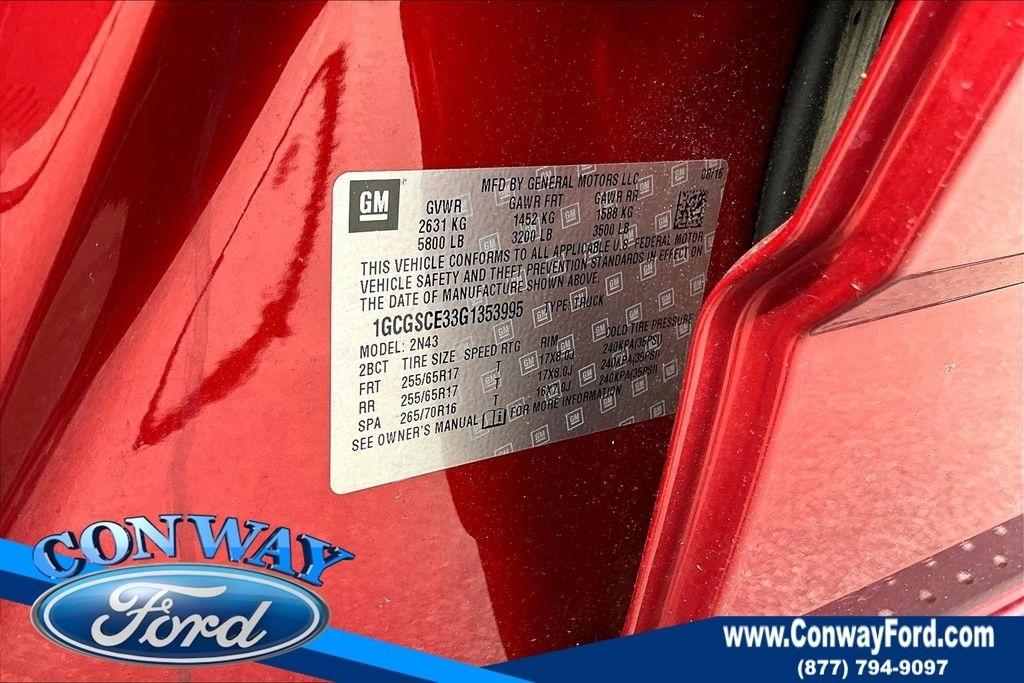 GM
MFD BY GENERAL MOTORS LLC
08/16
GVWR GAWR FRT GAWR RR
2631 KG 1452 KG 1588 KG
5800 LB 3200 LB 3500 LB
THIS VEHICLE CONFORMS TO ALL APPLICABLE U.S. FEDERAL MOTOR
VEHICLE SAFETY AND THEFT PREVENTION STANDARDS IN EFFECT ON
THE DATE OF MANUFACTURE SHOWN ABOVE.
1GCGSCE33G1353995 TYPE: TRUCK
MODEL: 2N43
2BCT TIRE SIZE SPEED RTG RIM COLD TIRE PRESSURE
FRT 255/65R17 T 17X8.0J 240KPA(35PSI)
RR 255/65R17 T 17X8.0J 240KPA(35PSI)
SPA 265/70R16 T 16X7.0J 240KPA(35PSI)
SEE OWNER'S MANUAL FOR MORE INFORMATION
CONWAY
Ford
www.ConwayFord.com
(877) 794-9097